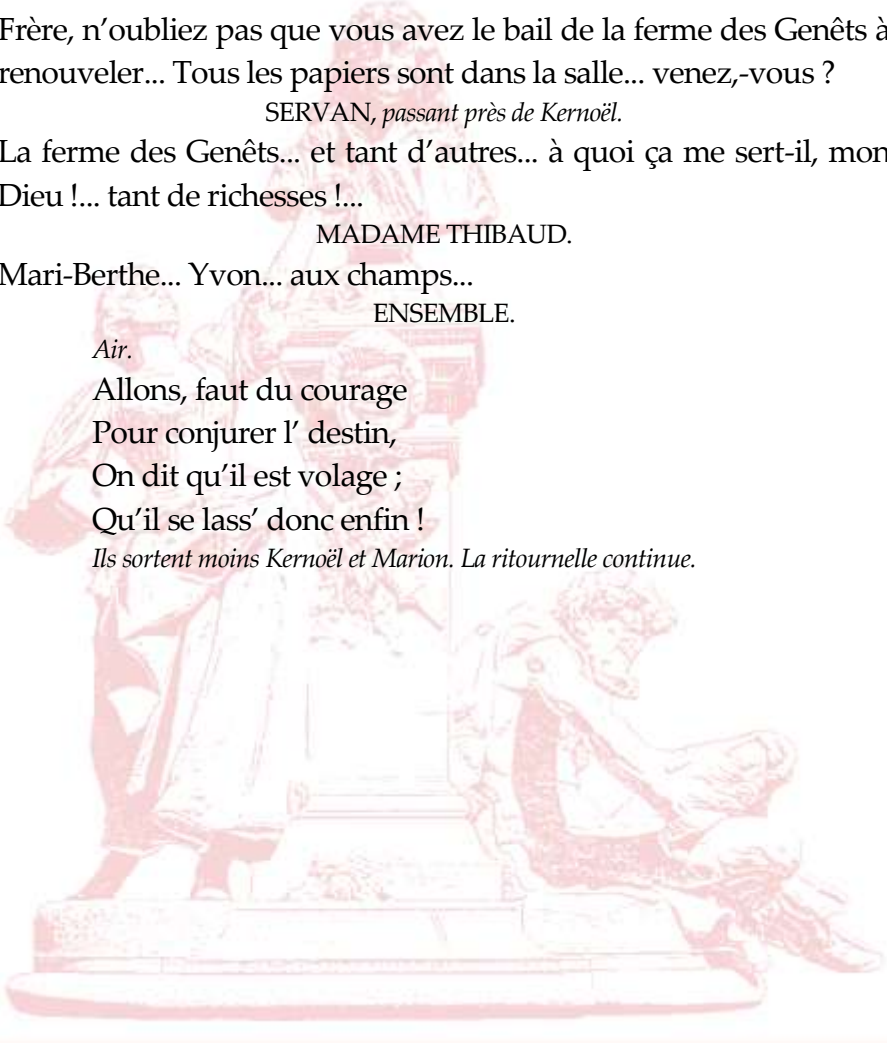 Frère, n’oubliez pas que vous avez le bail de la ferme des Genêts à
renouveler... Tous les papiers sont dans la salle... venez,-vous ?
SERVAN, passant près de Kernoël.
La ferme des Genêts... et tant d’autres... à quoi ça me sert-il, mon
Dieu !... tant de richesses !...
MADAME THIBAUD.
Mari-Berthe... Yvon... aux champs...
ENSEMBLE.
Air.
Allons, faut du courage
Pour conjurer l’ destin,
On dit qu’il est volage ;
Qu’il se lass’ donc enfin !
Ils sortent moins Kernoël et Marion. La ritournelle continue.